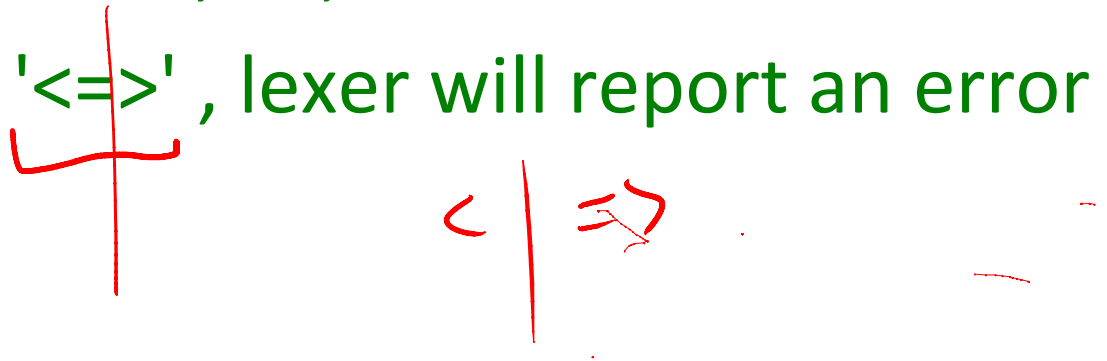 '<=>' , lexer will report an error
< | =>